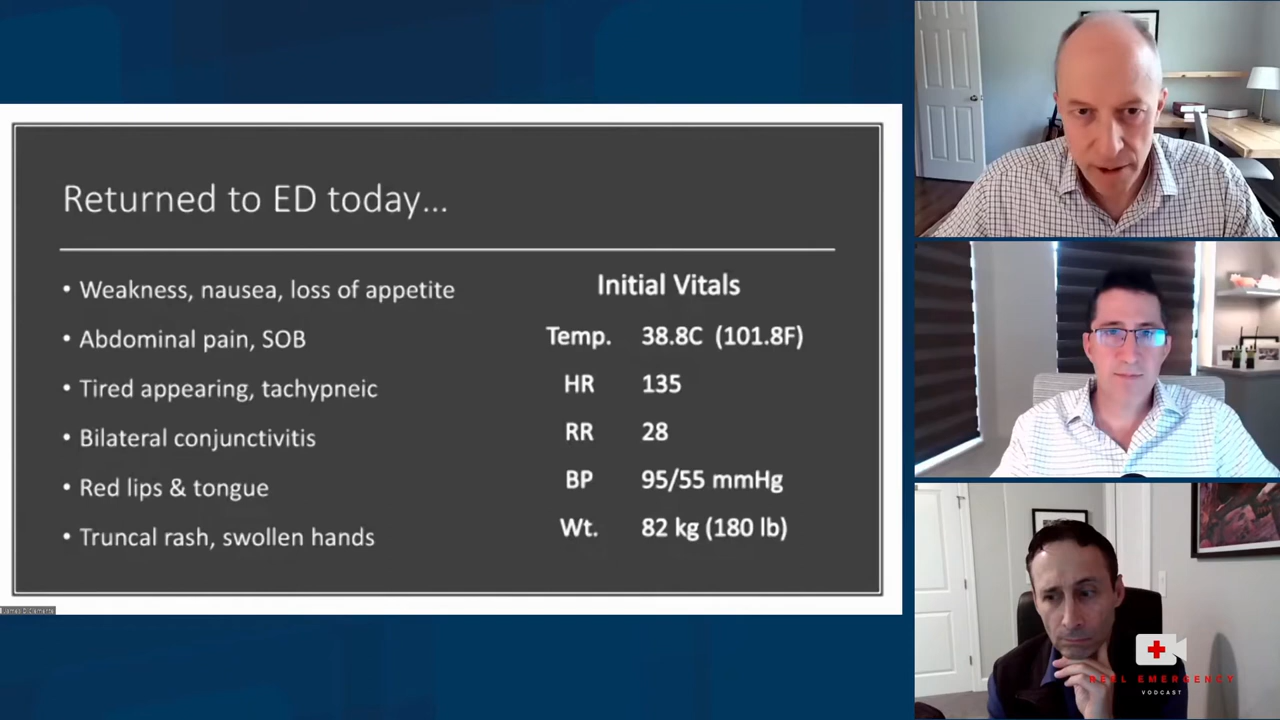 Returned to ED today...
• Weakness, nausea, loss of appetite
• Abdominal pain, SOB
• Tired appearing, tachypneic
• Bilateral conjunctivitis
• Red lips & tongue
• Truncal rash, swollen hands
Initial Vitals
Temp. 38.8C (101.8F)
HR 135
RR 28
BP 95/55 mmHg
Wt. 82 kg (180 lb)
REEL EMERGENCY
VODCAST